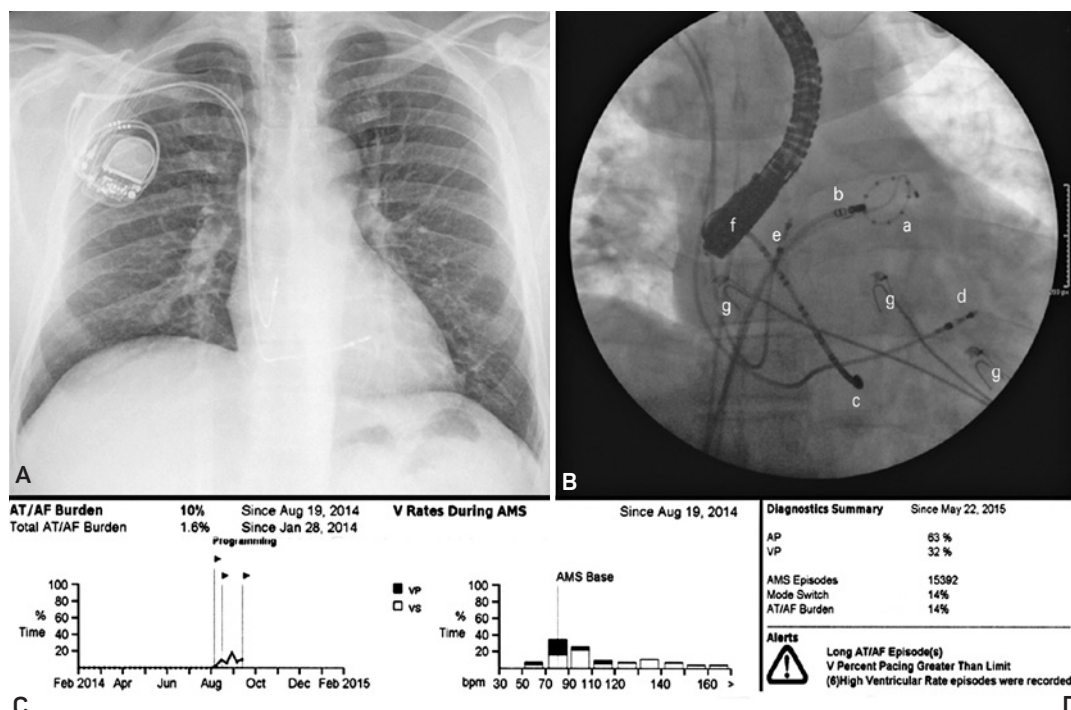 A
B
a
b
c
d
e
f
g
g
g
AT/AF Burden 10% Since Aug 19, 2014
Total AT/AF Burden 1.6% Since Jan 28, 2014
Programming
100
80
60
40
20
%
Time
Feb 2014 Apr Jun Aug Oct Dec Feb 2015
C
V Rates During AMS Since Aug 19, 2014
AMS Base
VP
VS
100
80
60
40
20
%
Time
bpm 30 50 70 90 110 120 140 160 >
Diagnostics Summary Since May 22, 2015
AP 63 %
VP 32 %
AMS Episodes 15392
Mode Switch 14%
AT/AF Burden 14%
Alerts
Long AT/AF Episode(s)
V Percent Pacing Greater Than Limit
(6)High Ventricular Rate episodes were recorded